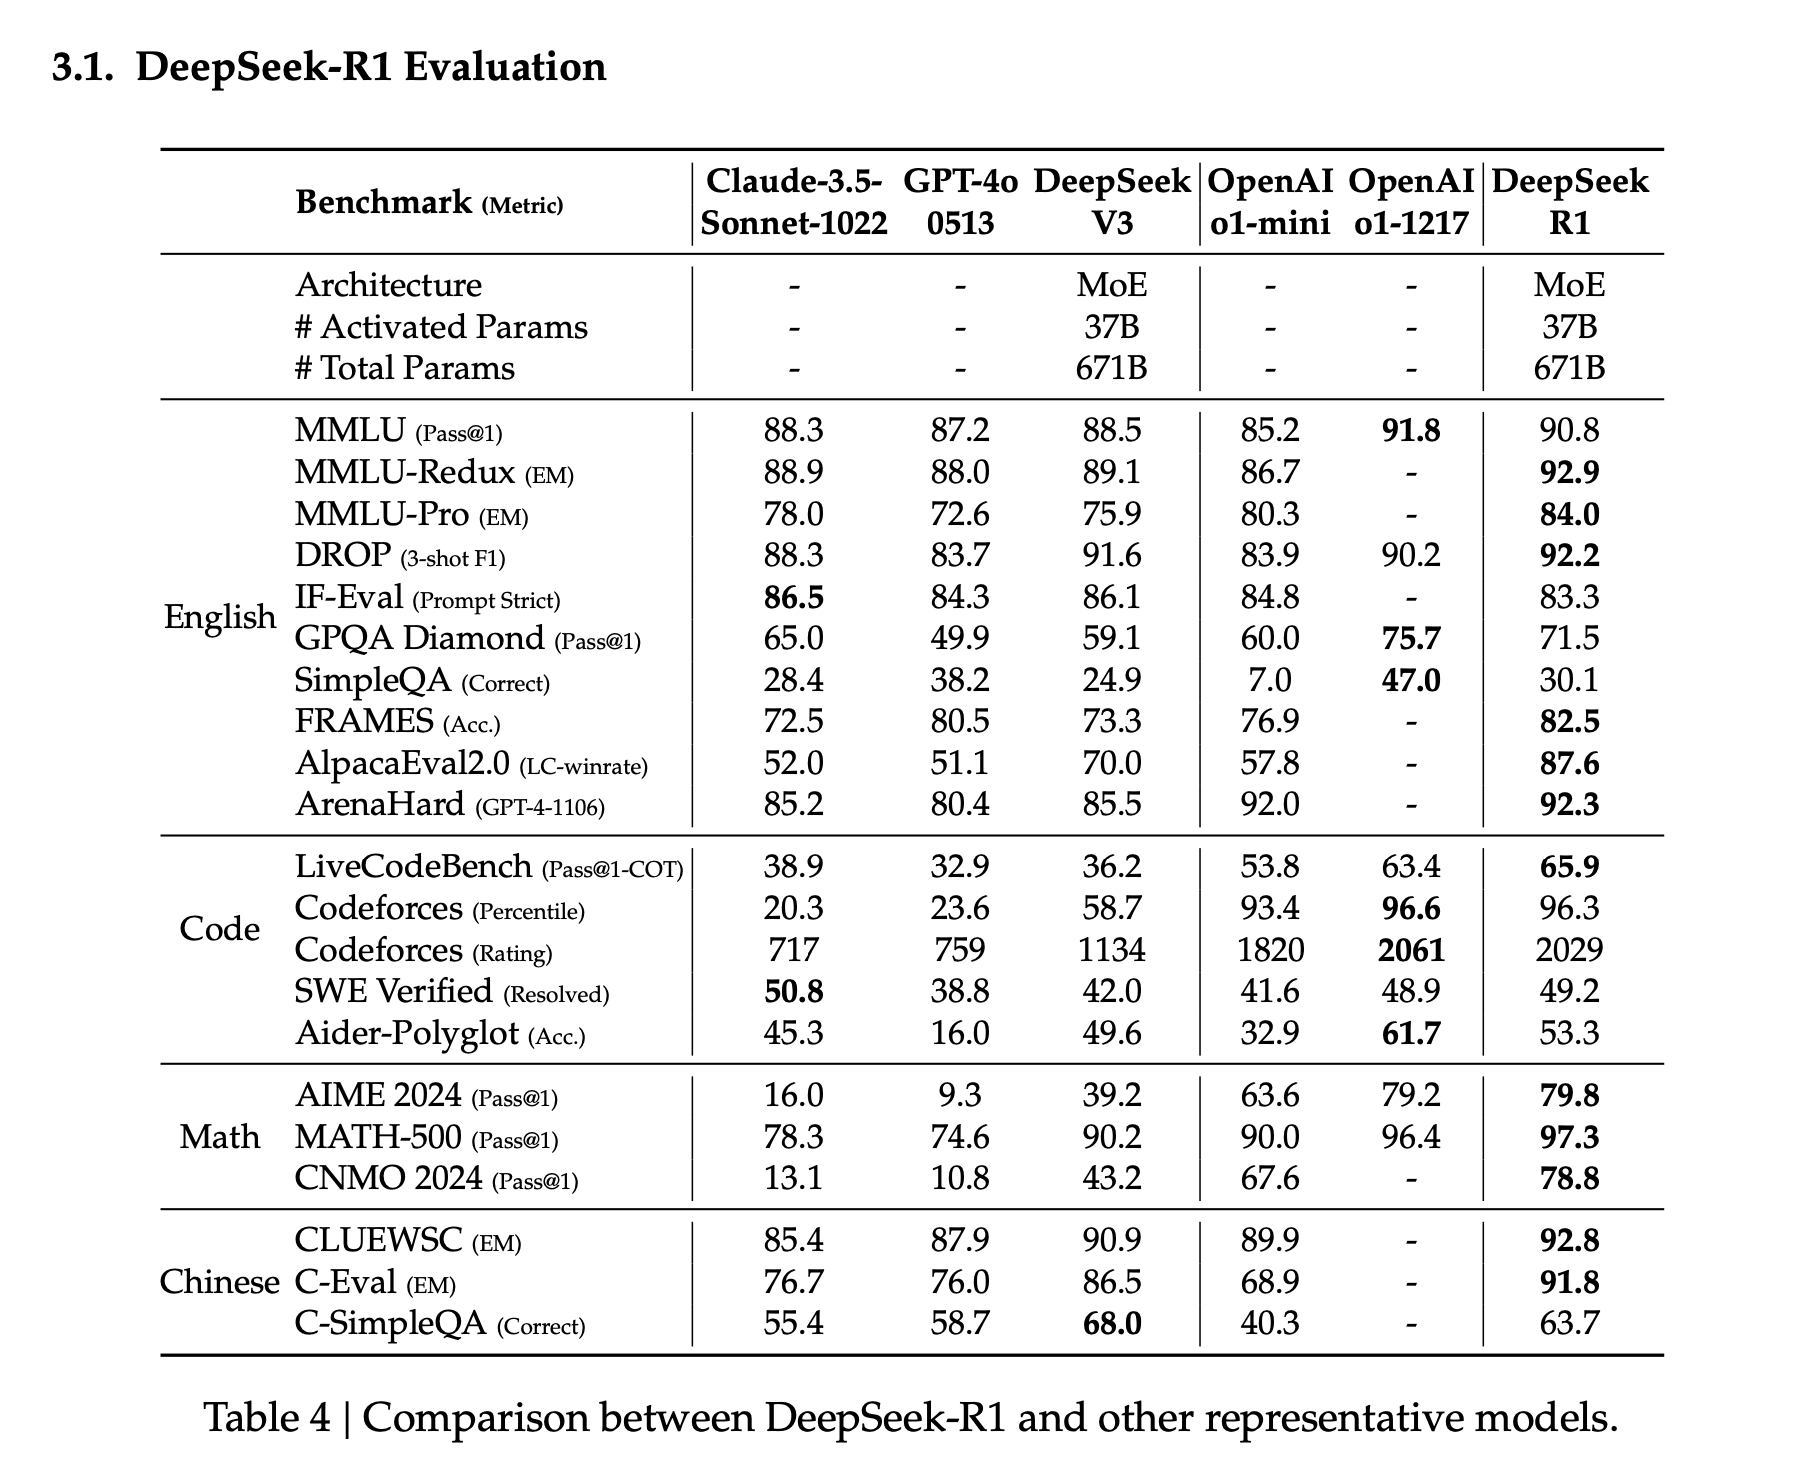 3.1. DeepSeek-R1 Evaluation
Benchmark (Metric) Claude-3.5-Sonnet-1022 GPT-4o 0513 DeepSeek V3 OpenAI o1-mini OpenAI o1-1217 DeepSeek R1
Architecture - - MoE - - MoE
# Activated Params - - 37B - - 37B
# Total Params - - 671B - - 671B
English
MMLU (Pass@1) 88.3 87.2 88.5 85.2 91.8 90.8
MMLU-Redux (EM) 88.9 88.0 89.1 86.7 - 92.9
MMLU-Pro (EM) 78.0 72.6 75.9 80.3 - 84.0
DROP (3-shot F1) 88.3 83.7 91.6 83.9 90.2 92.2
IF-Eval (Prompt Strict) 86.5 84.3 86.1 84.8 - 83.3
GPQA Diamond (Pass@1) 65.0 49.9 59.1 60.0 75.7 71.5
SimpleQA (Correct) 28.4 38.2 24.9 7.0 47.0 30.1
FRAMES (Acc.) 72.5 80.5 73.3 76.9 - 82.5
AlpacaEval2.0 (LC-winrate) 52.0 51.1 70.0 57.8 - 87.6
ArenaHard (GPT-4-1106) 85.2 80.4 85.5 92.0 - 92.3
Code
LiveCodeBench (Pass@1-COT) 38.9 32.9 36.2 53.8 63.4 65.9
Codeforces (Percentile) 20.3 23.6 58.7 93.4 96.6 96.3
Codeforces (Rating) 717 759 1134 1820 2061 2029
SWE Verified (Resolved) 50.8 38.8 42.0 41.6 48.9 49.2
Aider-Polyglot (Acc.) 45.3 16.0 49.6 32.9 61.7 53.3
Math
AIME 2024 (Pass@1) 16.0 9.3 39.2 63.6 79.2 79.8
MATH-500 (Pass@1) 78.3 74.6 90.2 90.0 96.4 97.3
CNMO 2024 (Pass@1) 13.1 10.8 43.2 67.6 - 78.8
Chinese
CLUEWSC (EM) 85.4 87.9 90.9 89.9 - 92.8
C-Eval (EM) 76.7 76.0 86.5 68.9 - 91.8
C-SimpleQA (Correct) 55.4 58.7 68.0 40.3 - 63.7
Table 4 | Comparison between DeepSeek-R1 and other representative models.